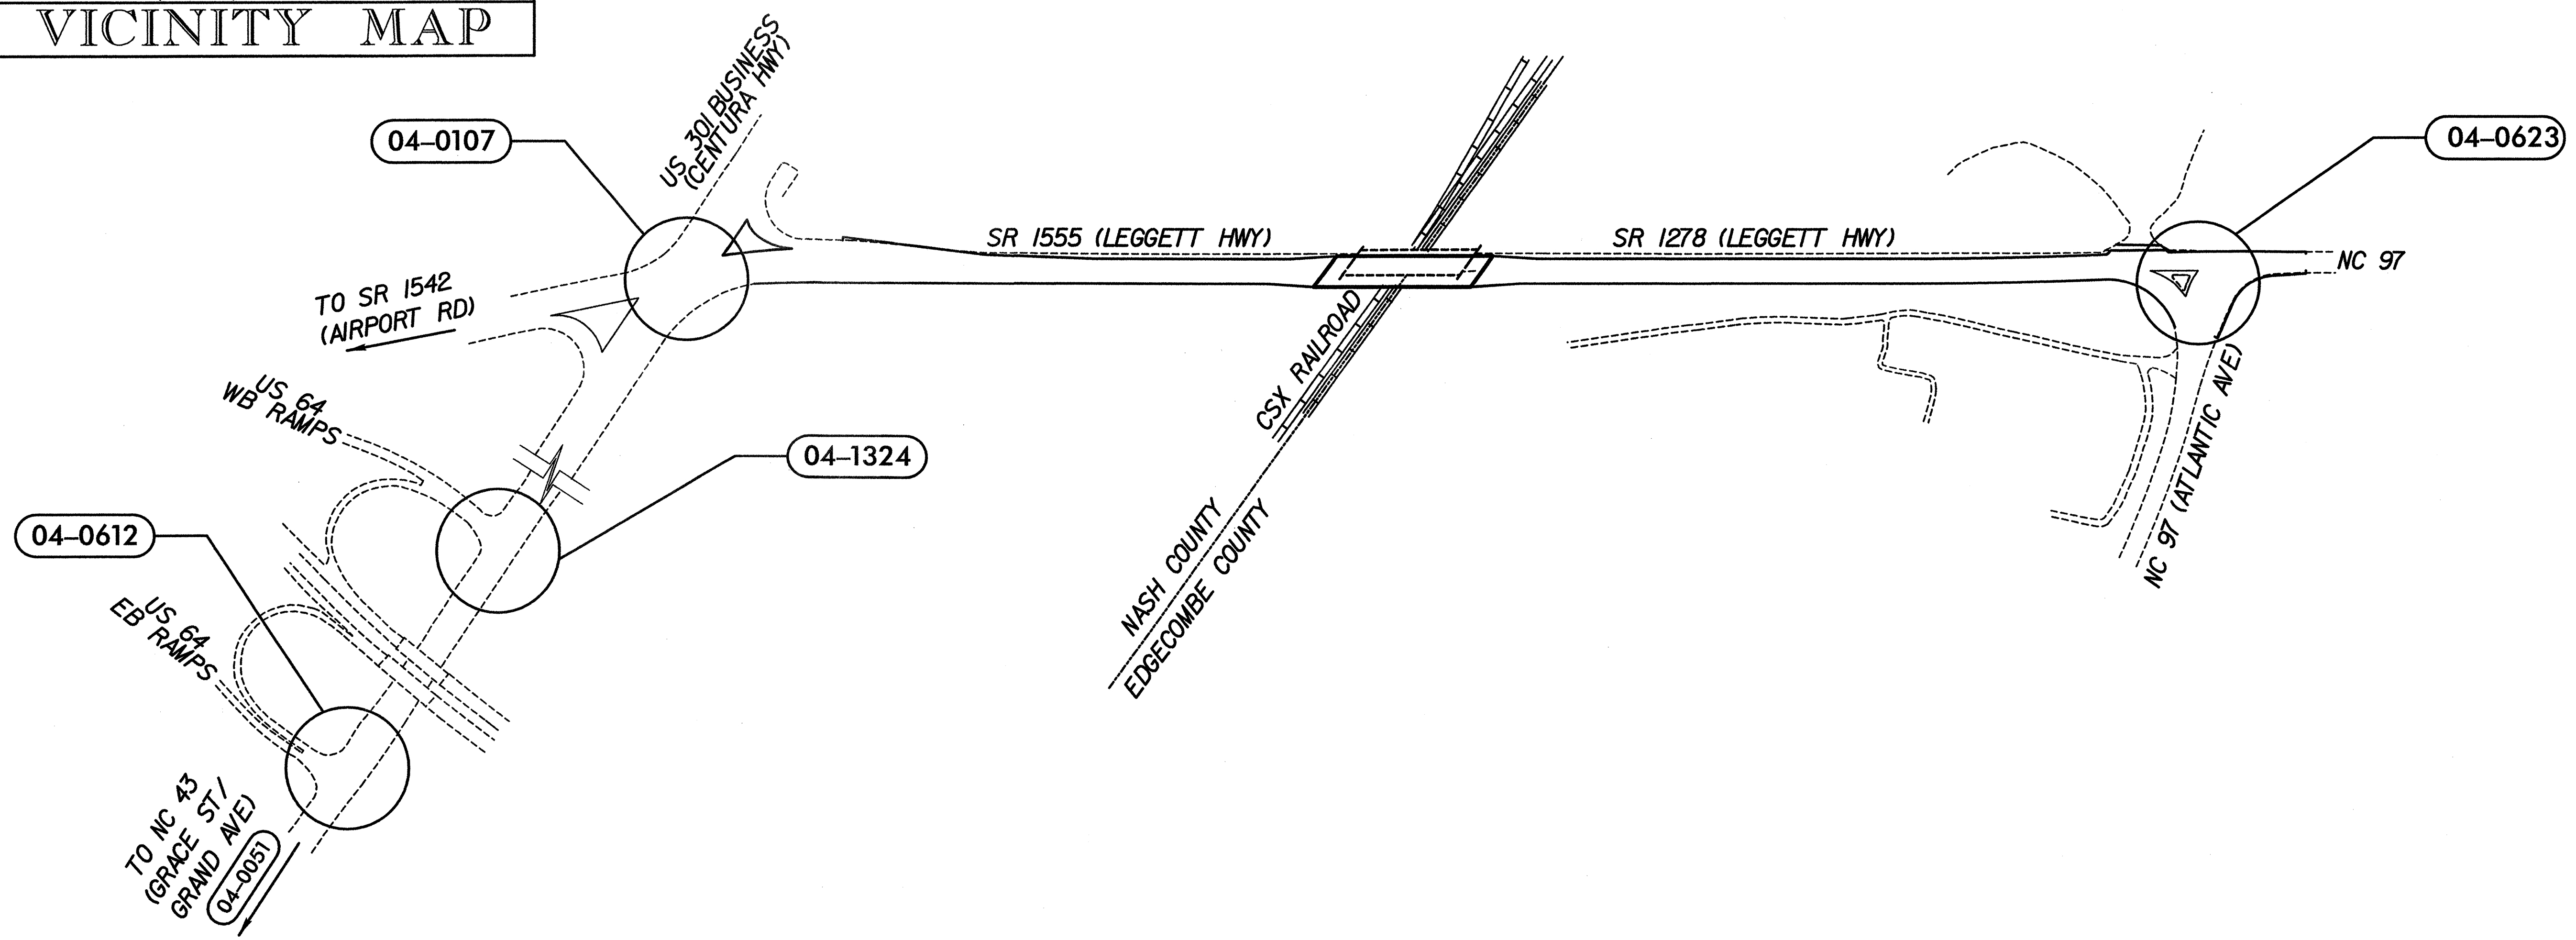 VICINITY MAP
04-0107
US 301 BUSINESS
(CENTURA HWY)
04-0623
SR 1555 (LEGGETT HWY)
SR 1278 (LEGGETT HWY)
NC 97
TO SR 1542
(AIRPORT RD)
CSX RAILROAD
US 64
WB RAMPS
04-1324
NC 97 (ATLANTIC AVE)
04-0612
NASH COUNTY
EDGECOMBE COUNTY
US 64
EB RAMPS
TO NC 43
(GRACE ST/
GRAND AVE)
04-0051